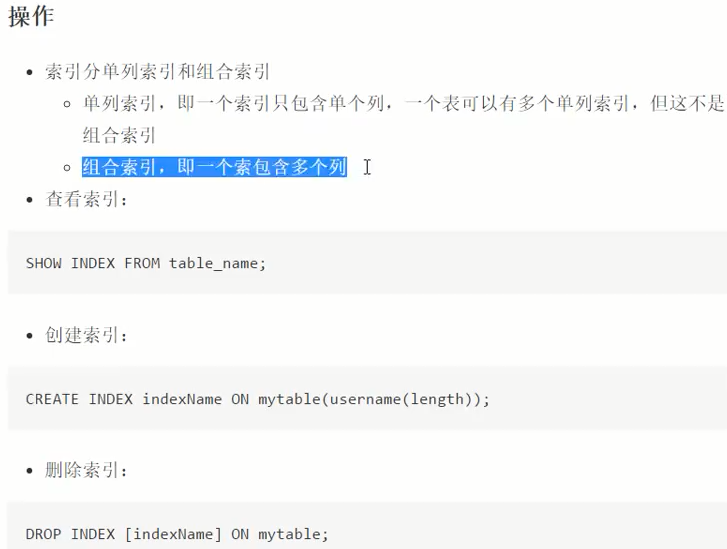 操作
索引分单列索引和组合索引
单列索引，即一个索引只包含单个列，一个表可以有多个单列索引，但这不是
组合索引
组合索引，即一个索包含多个列
查看索引：
SHOW INDEX FROM table_name;
创建索引：
CREATE INDEX indexName ON mytable(username(length));
删除索引：
DROP INDEX [indexName] ON mytable;